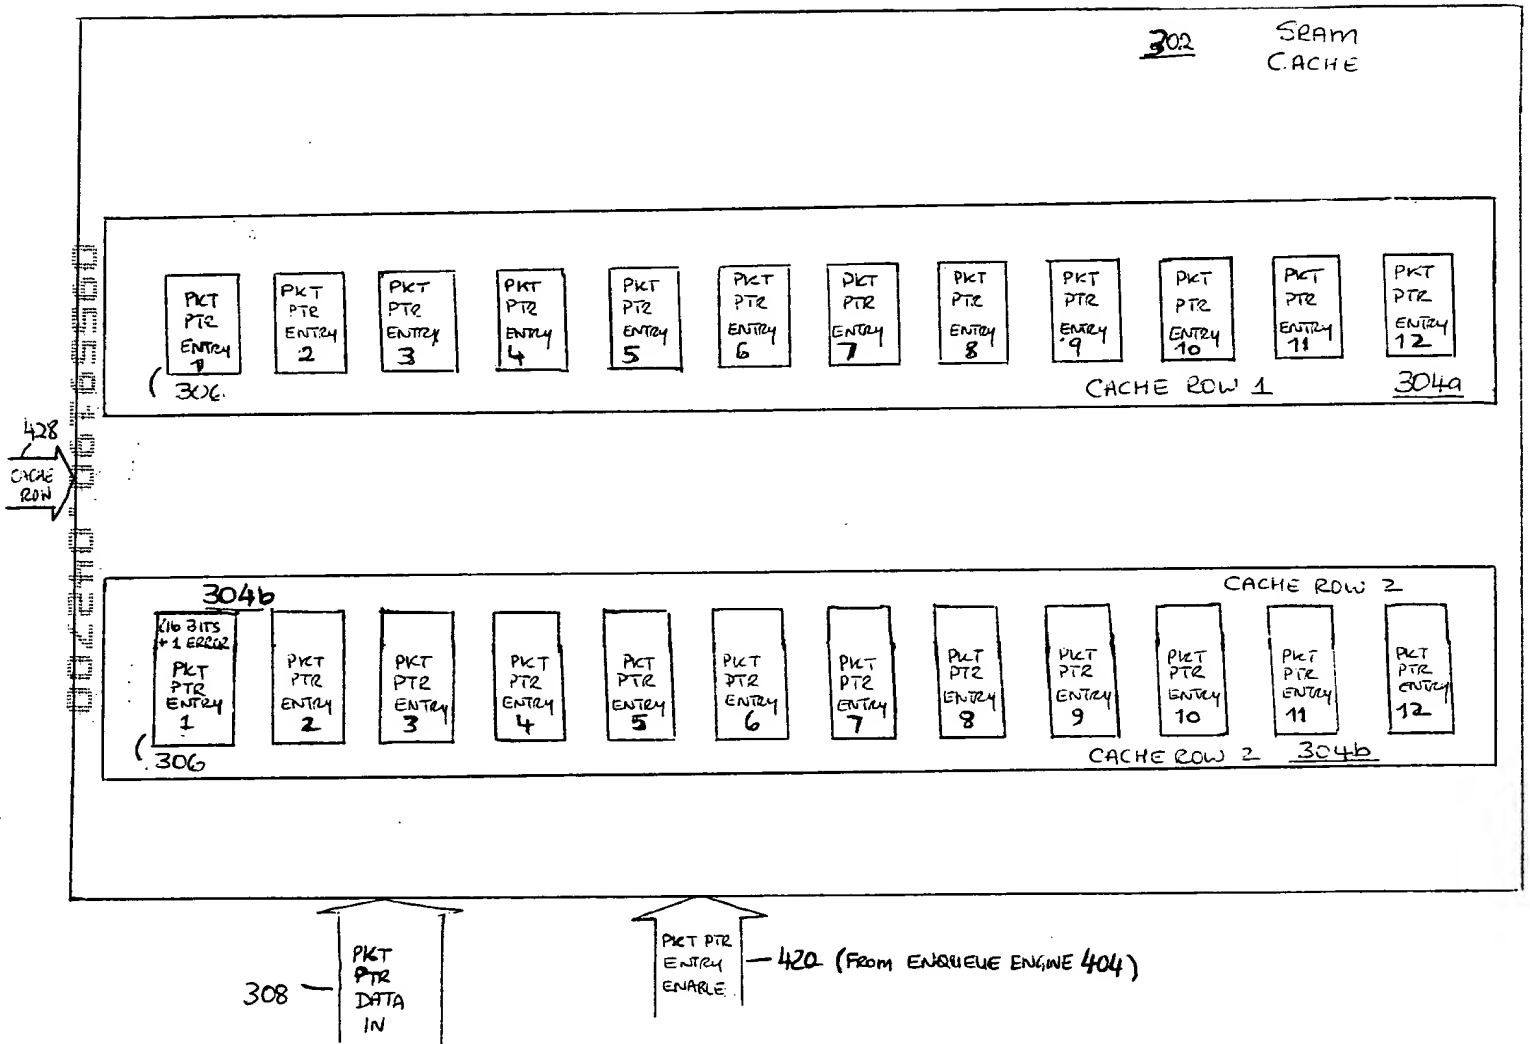 302
SRAM
CACHE
PKT
PTR
ENTRY
1
PKT
PTR
ENTRY
2
PKT
PTR
ENTRY
3
PKT
PTR
ENTRY
4
PKT
PTR
ENTRY
5
PKT
PTR
ENTRY
6
PKT
PTR
ENTRY
7
PKT
PTR
ENTRY
8
PKT
PTR
ENTRY
9
PKT
PTR
ENTRY
10
PKT
PTR
ENTRY
11
PKT
PTR
ENTRY
12
306
CACHE ROW 1
304a
428
CACHE
ROW
304b
CACHE ROW 2
(16 BITS
+ 1 ERROR
PKT
PTR
ENTRY
1
PKT
PTR
ENTRY
2
PKT
PTR
ENTRY
3
PKT
PTR
ENTRY
4
PKT
PTR
ENTRY
5
PKT
PTR
ENTRY
6
PKT
PTR
ENTRY
7
PKT
PTR
ENTRY
8
PKT
PTR
ENTRY
9
PKT
PTR
ENTRY
10
PKT
PTR
ENTRY
11
PKT
PTR
ENTRY
12
306
CACHE ROW 2
304b
308
PKT
PTR
DATA
IN
PKT PTR
ENTRY
ENABLE
420 (FROM ENQUEUE ENGINE 404)